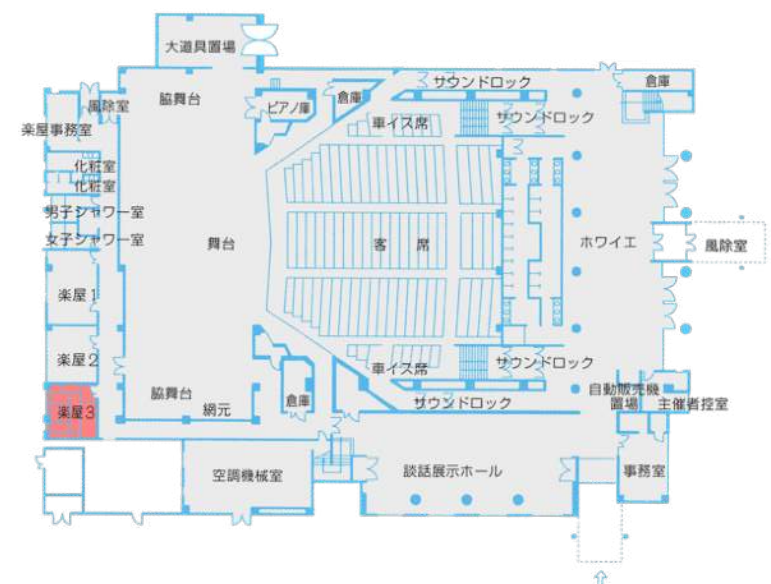 大道具置場
サウンドロック
倉庫
脇舞台
倉庫
ピアノ庫
風除室
車イス席
サウンドロック
楽屋事務室
化粧室
化粧室
男子シャワー室
女子シャワー室
舞台
客 席
ホワイエ
風除室
楽屋1
楽屋2
車イス席
サウンドロック
脇舞台
倉庫
サウンドロック
自動販売機
置場
主催者控室
楽屋3
網元
空調機械室
談話展示ホール
事務室